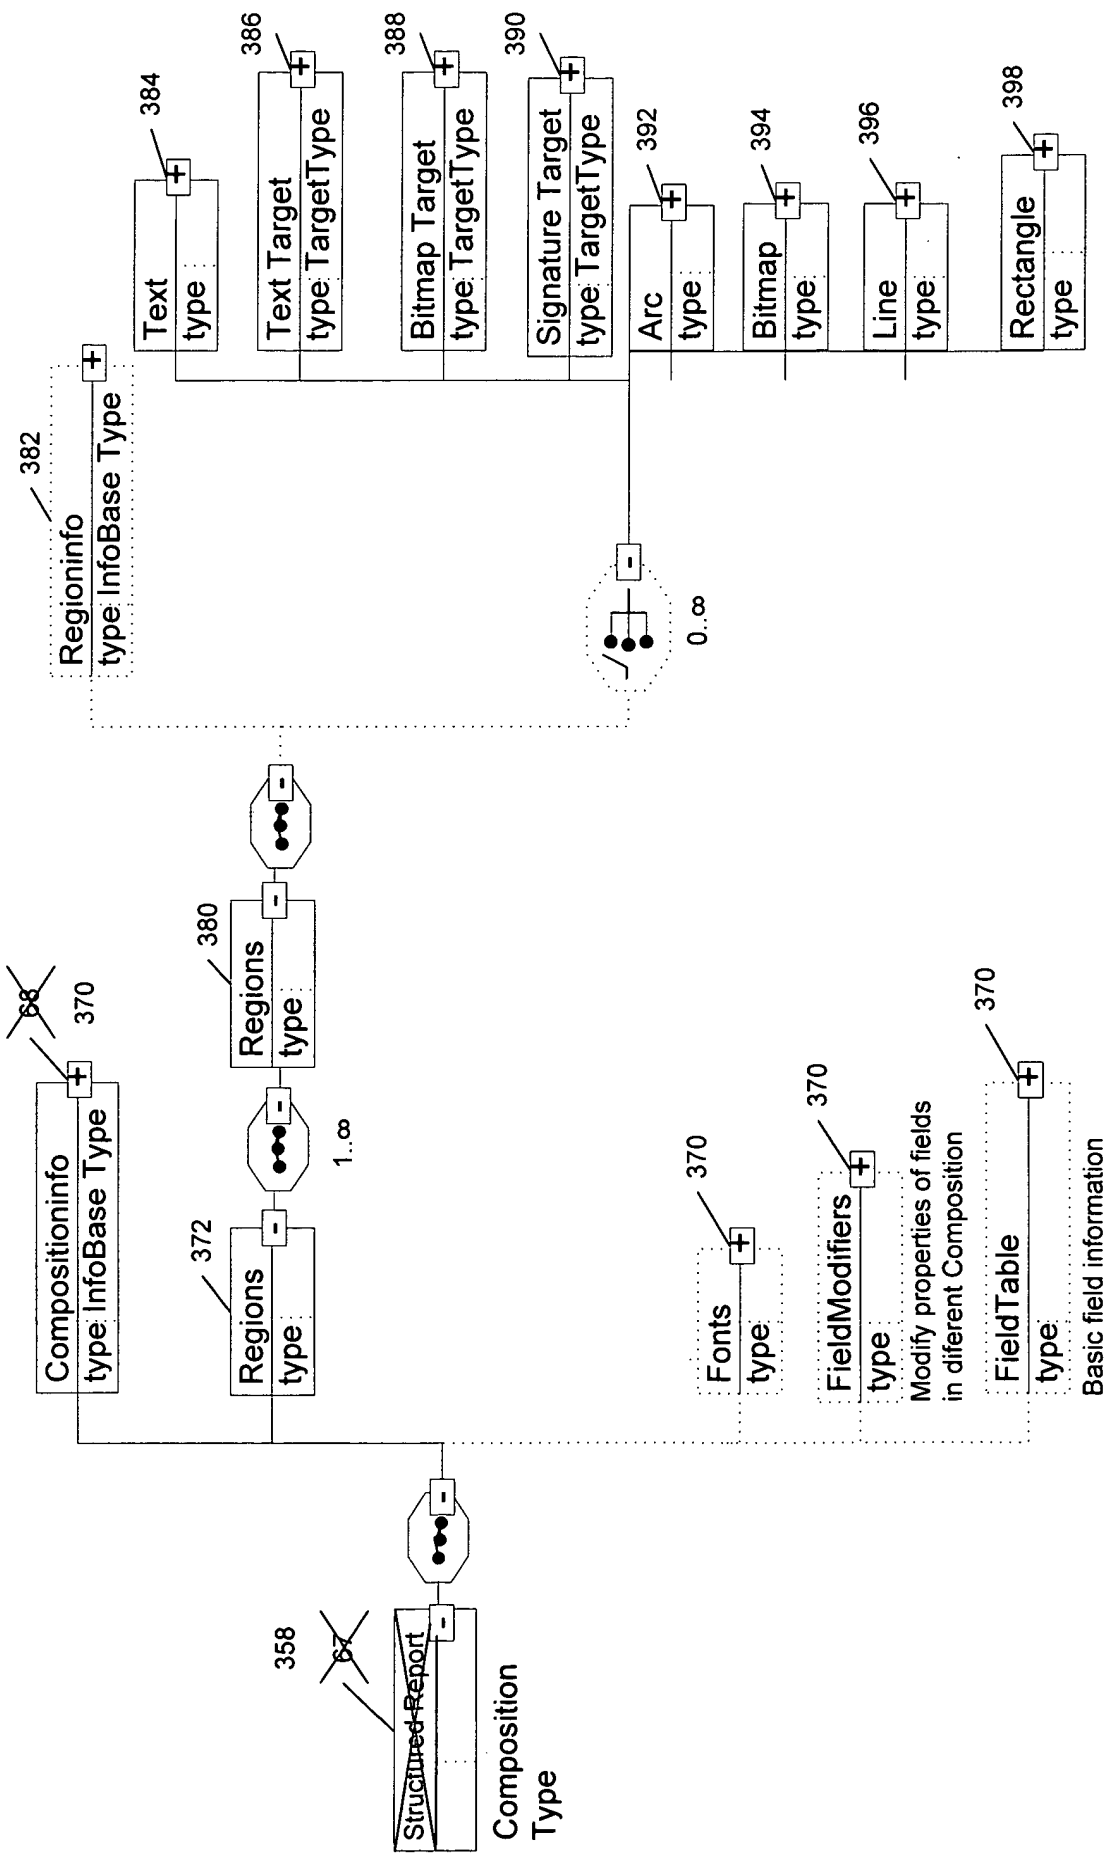 358
67
Structured Report
-
Composition
Type
-
68
370
Compositioninfo
type InfoBase Type
+
372
Regions
type
-
-
1..∞
380
Regions
type
-
-
370
Fonts
type
+
370
FieldModifiers
type
+
Modify properties of fields
in diferent Composition
370
FieldTable
type
+
Basic field information
382
Regioninfo
type InfoBase Type
+
-
0..∞
384
Text
type
+
386
Text Target
type TargetType
+
388
Bitmap Target
type TargetType
+
390
Signature Target
type TargetType
+
392
Arc
type
+
394
Bitmap
type
+
396
Line
type
+
398
Rectangle
type
+